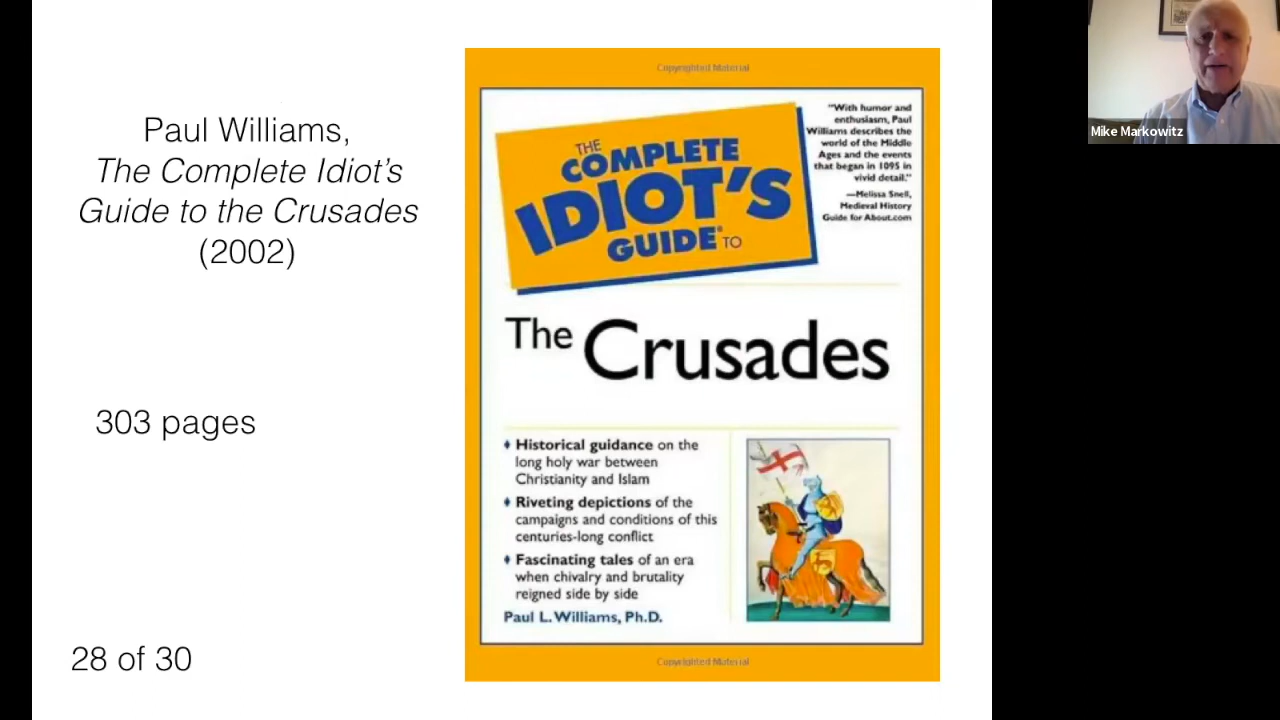 Paul Williams,
The Complete Idiot's
Guide to the Crusades
(2002)
303 pages
28 of 30
Copyrighted Material
THE
COMPLETE
IDIOT'S
GUIDE® TO
"With humor and
enthusiasm, Paul
Williams describes the
world of the Middle
Ages and the events
that began in 1095 in
vivid detail."
—Melissa Snell,
Medieval History
Guide for About.com
The Crusades
♦ Historical guidance on the
long holy war between
Christianity and Islam
♦ Riveting depictions of the
campaigns and conditions of this
centuries-long conflict
♦ Fascinating tales of an era
when chivalry and brutality
reigned side by side
Paul L. Williams, Ph.D.
Copyrighted Material
Mike Markowitz